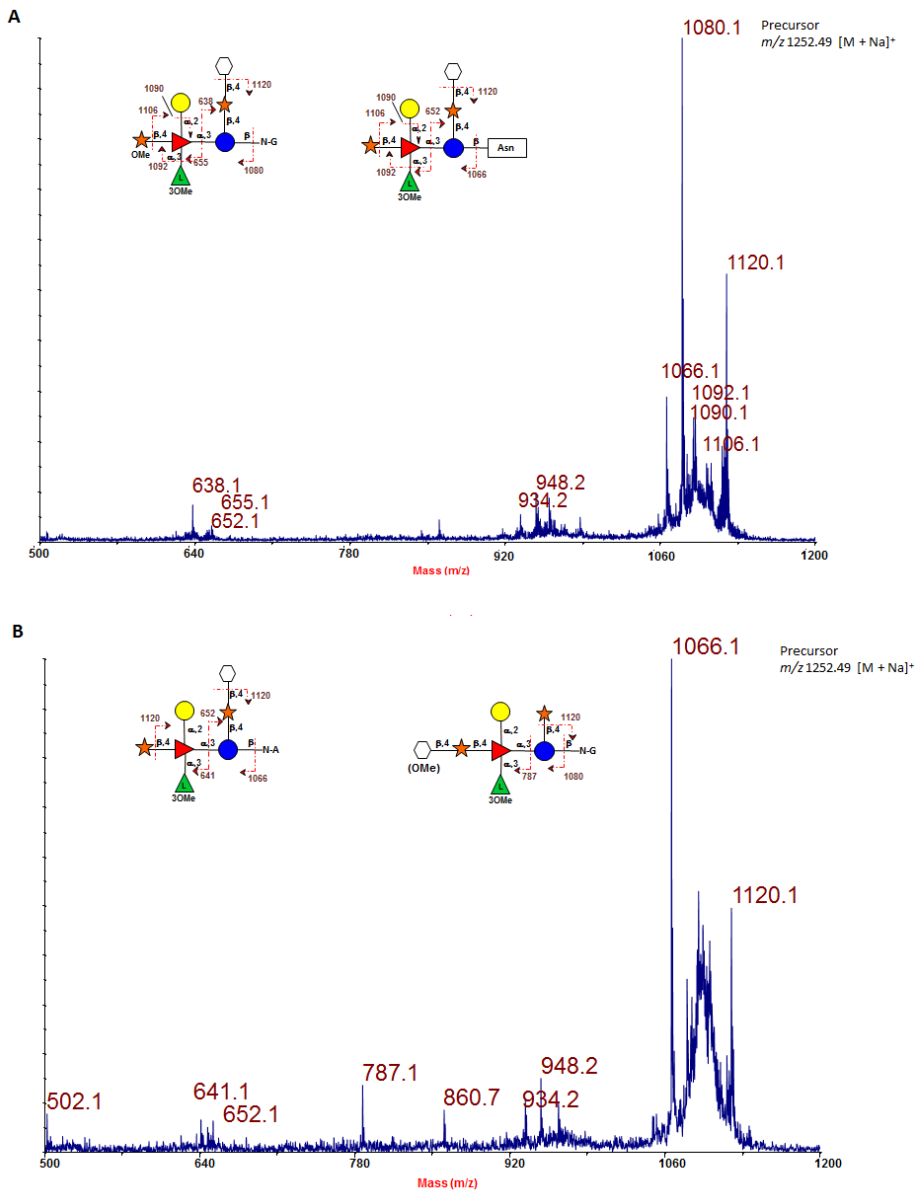 A
Precursor
m/z 1252.49 [M + Na]⁺
1080.1
1120.1
1066.1
1092.1
1090.1
1106.1
638.1
655.1
652.1
948.2
934.2
1090
638
1120
β,4
1106
α,2
β,4
β,4
α,3
β
N-G
OMe
α,3
1092
655
1080
3OMe
L
1090
652
1120
β,4
1106
α,2
β,4
β,4
α,3
β
Asn
α,3
1092
1066
3OMe
L
500
640
780
920
1060
1200
Mass (m/z)
B
Precursor
m/z 1252.49 [M + Na]⁺
1066.1
1120.1
787.1
948.2
860.7
934.2
641.1
652.1
502.1
1120
652
β,4
1120
α,2
β,4
β,4
α,3
β
N-A
α,3
641
1066
3OMe
L
1120
α,2
β,4
β,4
β,4
α,3
β
N-G
(OMe)
α,3
787
1080
3OMe
L
500
640
780
920
1060
1200
Mass (m/z)